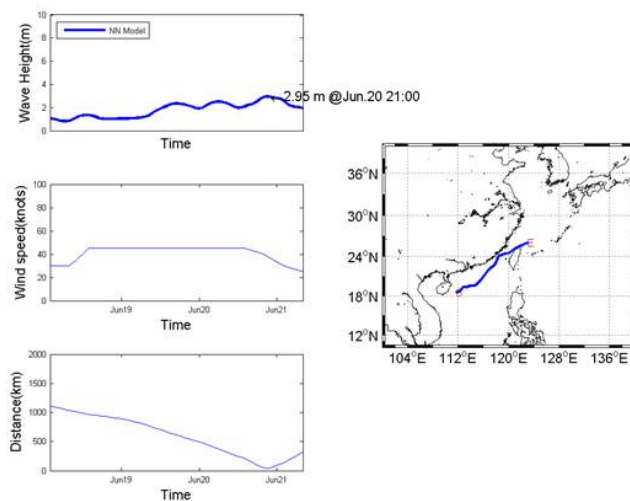 10
8
6
4
2
0
Wave Height(m)
NN Model
2.95 m @Jun.20 21:00
Time
100
80
60
40
20
0
Wind speed(knots)
Jun19 Jun20 Jun21
Time
2000
1500
1000
500
0
Distance(km)
Jun19 Jun20 Jun21
Time
36°N
30°N
24°N
18°N
12°N
E
104°E 112°E 120°E 128°E 136°E